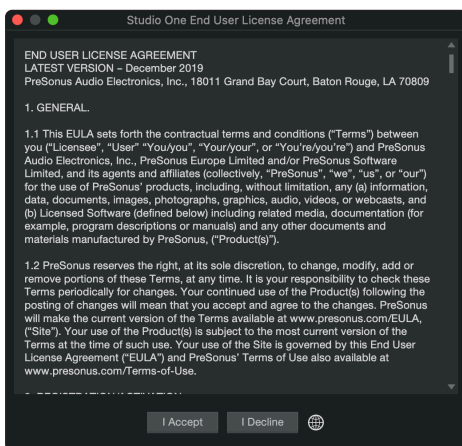 Studio One End User License Agreement
END USER LICENSE AGREEMENT
LATEST VERSION – December 2019
PreSonus Audio Electronics, Inc., 18011 Grand Bay Court, Baton Rouge, LA 70809
1. GENERAL.
1.1 This EULA sets forth the contractual terms and conditions ("Terms") between
you ("Licensee", "User" "You/you", "Your/your", or "You're/you're") and PreSonus
Audio Electronics, Inc., PreSonus Europe Limited and/or PreSonus Software
Limited, and its agents and affiliates (collectively, "PreSonus", "we", "us", or "our")
for the use of PreSonus' products, including, without limitation, any (a) information,
data, documents, images, photographs, graphics, audio, videos, or webcasts, and
(b) Licensed Software (defined below) including related media, documentation (for
example, program descriptions or manuals) and any other documents and
materials manufactured by PreSonus, ("Product(s)").
1.2 PreSonus reserves the right, at its sole discretion, to change, modify, add or
remove portions of these Terms, at any time. It is your responsibility to check these
Terms periodically for changes. Your continued use of the Product(s) following the
posting of changes will mean that you accept and agree to the changes. PreSonus
will make the current version of the Terms available at www.presonus.com/EULA,
("Site"). Your use of the Product(s) is subject to the most current version of the
Terms at the time of such use. Your use of the Site is governed by this End User
License Agreement ("EULA") and PreSonus' Terms of Use also available at
www.presonus.com/Terms-of-Use.
I Accept
I Decline